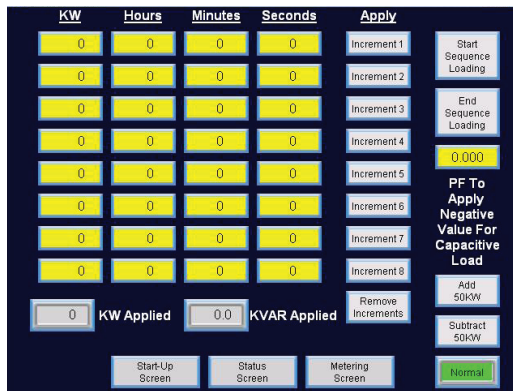 KW Hours Minutes Seconds Apply
0 0 0 0 Increment 1
0 0 0 0 Increment 2
0 0 0 0 Increment 3
0 0 0 0 Increment 4
0 0 0 0 Increment 5
0 0 0 0 Increment 6
0 0 0 0 Increment 7
0 0 0 0 Increment 8
0 KW Applied 0.0 KVAR Applied
Remove
Increments
Start
Sequence
Loading
End
Sequence
Loading
0.000
PF To
Apply
Negative
Value For
Capacitive
Load
Add
50KW
Subtract
50KW
Normal
Start-Up
Screen
Status
Screen
Metering
Screen